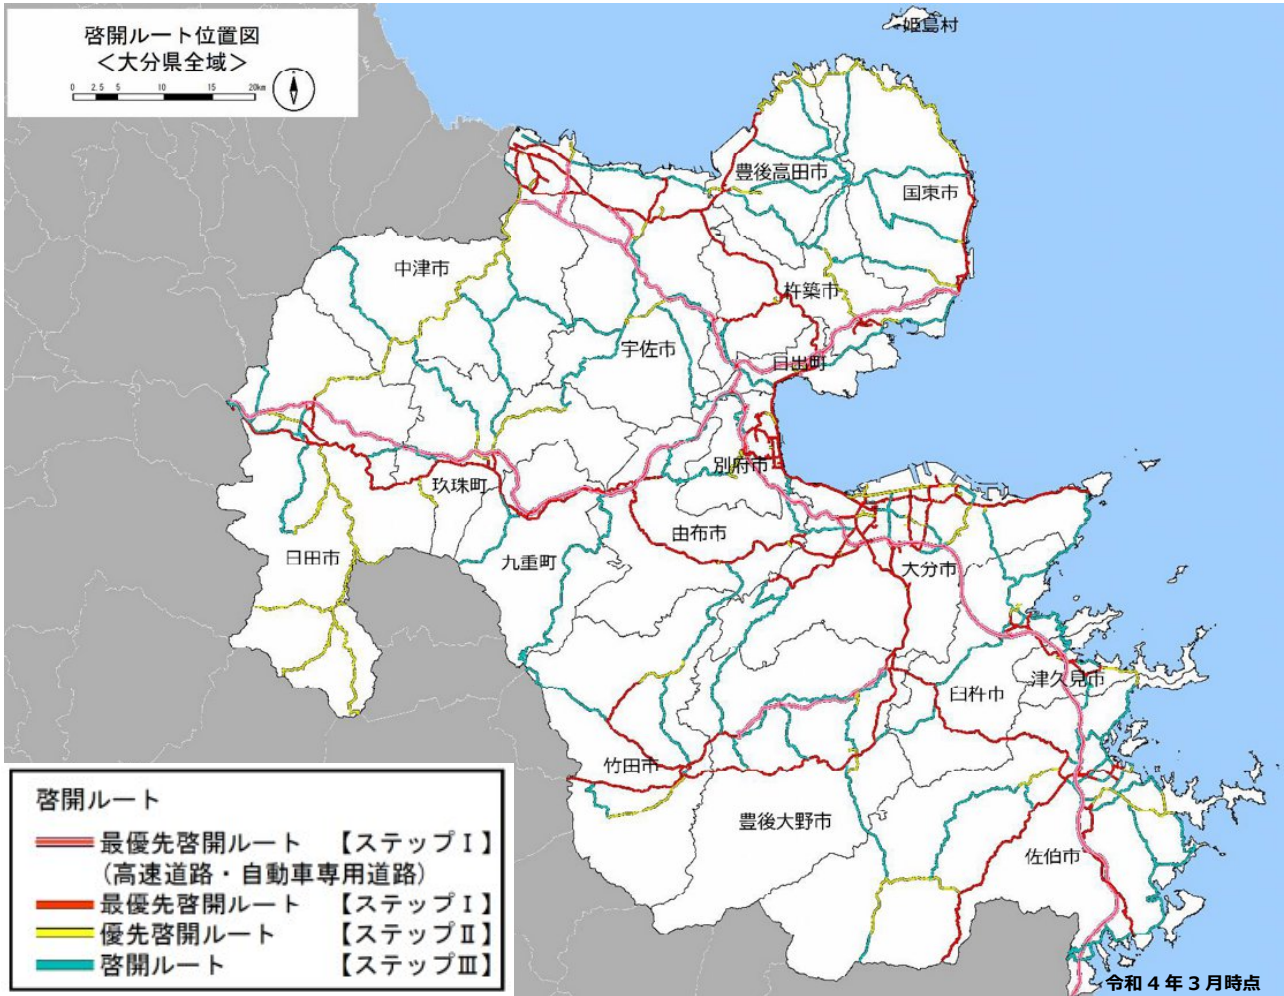 啓開ルート位置図
＜大分県全域＞
0 2.5 5 10 15 20km
姫島村
豊後高田市
国東市
中津市
杵築市
宇佐市
日出町
別府市
玖珠町
由布市
日田市
九重町
大分市
津久見市
臼杵市
竹田市
豊後大野市
佐伯市
啓開ルート
最優先啓開ルート 【ステップⅠ】
（高速道路・自動車専用道路）
最優先啓開ルート 【ステップⅠ】
優先啓開ルート 【ステップⅡ】
啓開ルート 【ステップⅢ】
令和４年３月時点